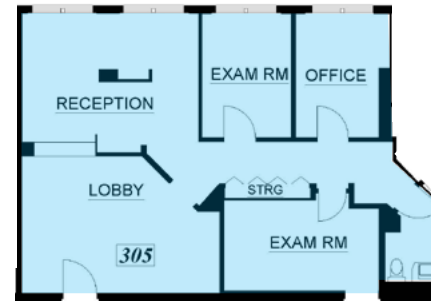 EXAM RM
OFFICE
RECEPTION
LOBBY
STRG
EXAM RM
305